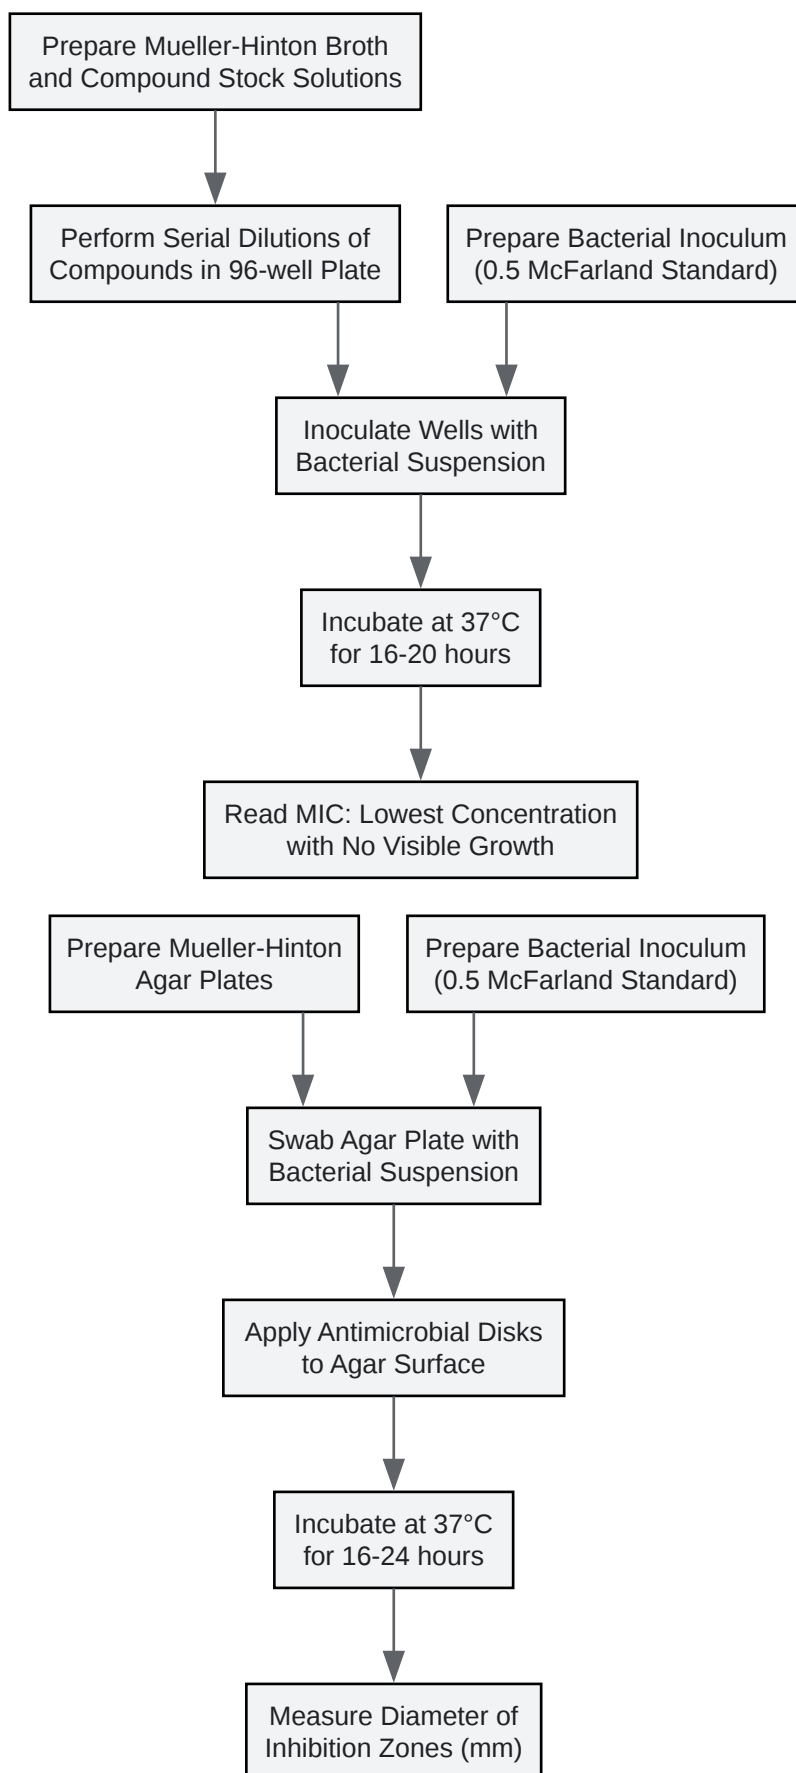 Prepare Mueller-Hinton Broth
and Compound Stock Solutions
Perform Serial Dilutions of
Compounds in 96-well Plate
Prepare Bacterial Inoculum
(0.5 McFarland Standard)
Inoculate Wells with
Bacterial Suspension
Incubate at 37°C
for 16-20 hours
Read MIC: Lowest Concentration
with No Visible Growth
Prepare Mueller-Hinton
Agar Plates
Prepare Bacterial Inoculum
(0.5 McFarland Standard)
Swab Agar Plate with
Bacterial Suspension
Apply Antimicrobial Disks
to Agar Surface
Incubate at 37°C
for 16-24 hours
Measure Diameter of
Inhibition Zones (mm)